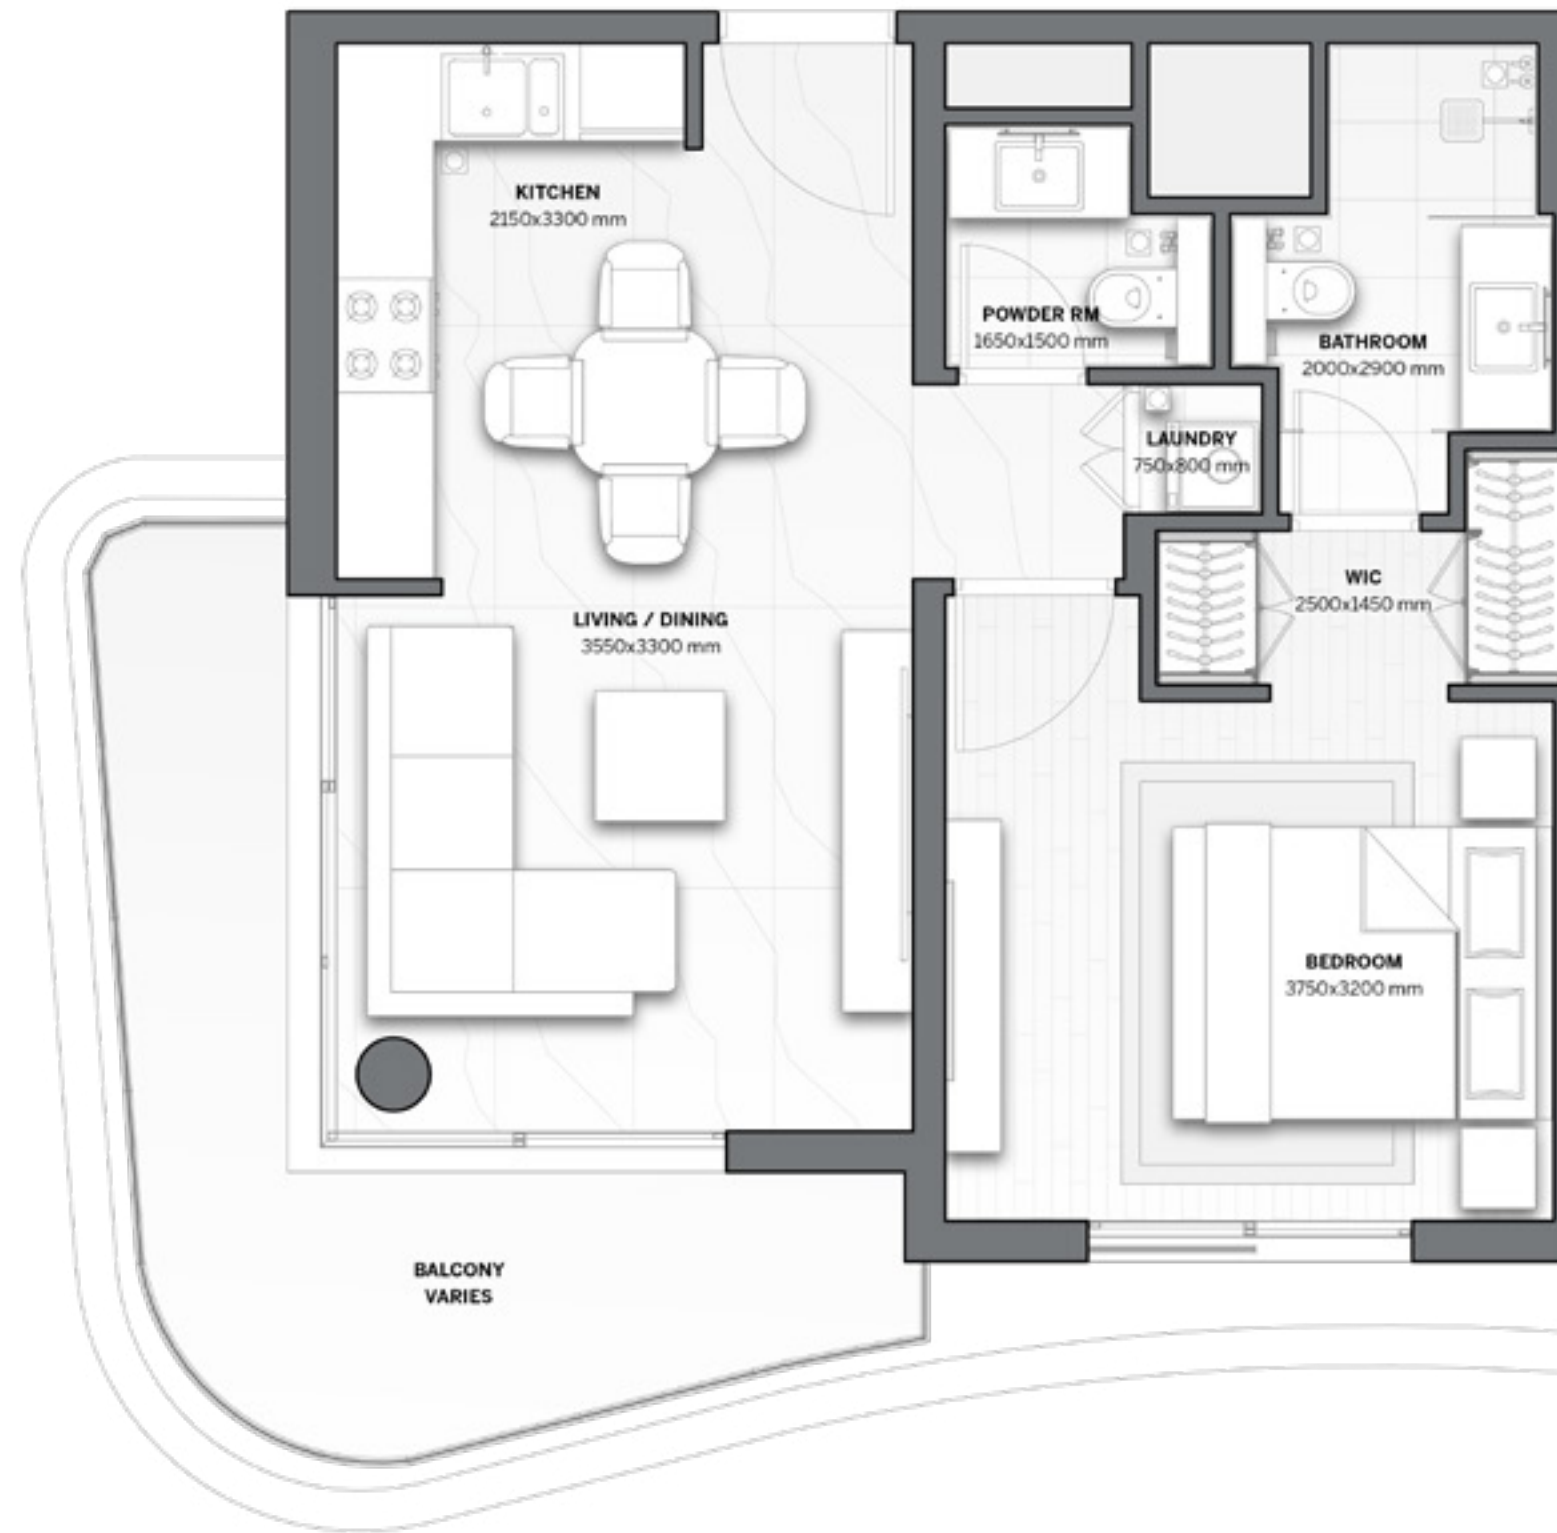 KITCHEN
2150x3300 mm
POWDER RM
1650x1500 mm
BATHROOM
2000x2900 mm
LAUNDRY
750x800 mm
WIC
2500x1450 mm
LIVING / DINING
3550x3300 mm
BEDROOM
3750x3200 mm
BALCONY
VARIES